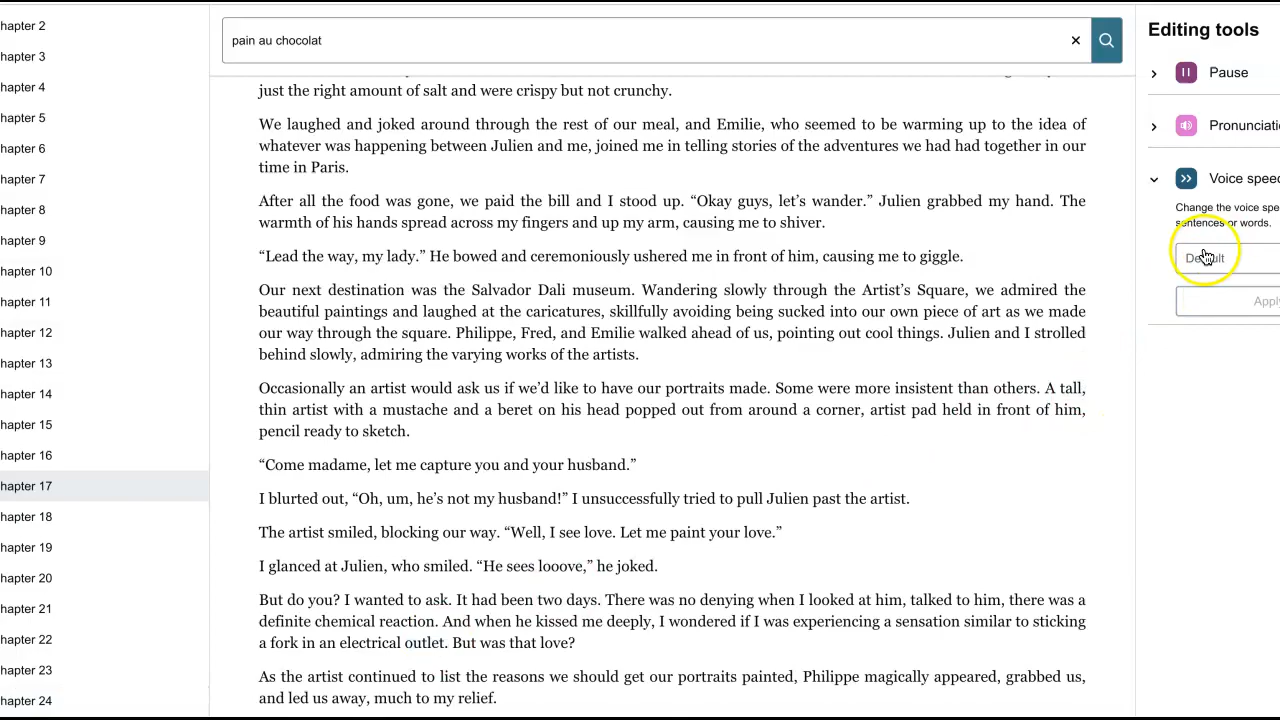 hapter 2
hapter 3
hapter 4
hapter 5
hapter 6
hapter 7
hapter 8
hapter 9
hapter 10
hapter 11
hapter 12
hapter 13
hapter 14
hapter 15
hapter 16
hapter 17
hapter 18
hapter 19
hapter 20
hapter 21
hapter 22
hapter 23
hapter 24
pain au chocolat
just the right amount of salt and were crispy but not crunchy.
We laughed and joked around through the rest of our meal, and Emilie, who seemed to be warming up to the idea of
whatever was happening between Julien and me, joined me in telling stories of the adventures we had had together in our
time in Paris.
After all the food was gone, we paid the bill and I stood up. “Okay guys, let’s wander.” Julien grabbed my hand. The
warmth of his hands spread across my fingers and up my arm, causing me to shiver.
“Lead the way, my lady.” He bowed and ceremoniously ushered me in front of him, causing me to giggle.
Our next destination was the Salvador Dali museum. Wandering slowly through the Artist’s Square, we admired the
beautiful paintings and laughed at the caricatures, skillfully avoiding being sucked into our own piece of art as we made
our way through the square. Philippe, Fred, and Emilie walked ahead of us, pointing out cool things. Julien and I strolled
behind slowly, admiring the varying works of the artists.
Occasionally an artist would ask us if we’d like to have our portraits made. Some were more insistent than others. A tall,
thin artist with a mustache and a beret on his head popped out from around a corner, artist pad held in front of him,
pencil ready to sketch.
“Come madame, let me capture you and your husband.”
I blurted out, “Oh, um, he’s not my husband!” I unsuccessfully tried to pull Julien past the artist.
The artist smiled, blocking our way. “Well, I see love. Let me paint your love.”
I glanced at Julien, who smiled. “He sees looove,” he joked.
But do you? I wanted to ask. It had been two days. There was no denying when I looked at him, talked to him, there was a
definite chemical reaction. And when he kissed me deeply, I wondered if I was experiencing a sensation similar to sticking
a fork in an electrical outlet. But was that love?
As the artist continued to list the reasons we should get our portraits painted, Philippe magically appeared, grabbed us,
and led us away, much to my relief.
Editing tools
Pause
Pronunciati
Voice speed
Change the voice spe
sentences or words.
Default
Apply